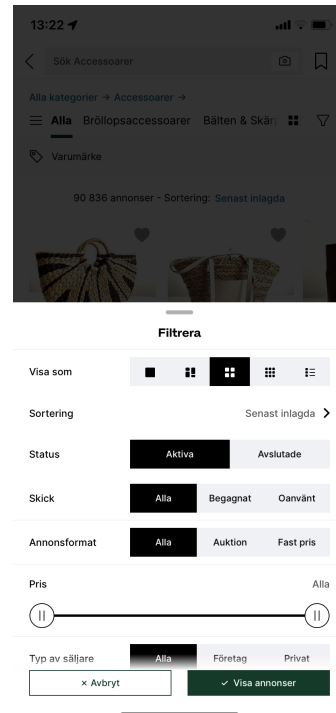 13:22
Sök Accessoarer
Alla kategorier → Accessoarer →
Alla Bröllopsaccessoarer Bälten & Skärp
Varumärke
90 836 annonser - Sortering: Senast inlagda
Filtrera
Visa som
Sortering Senast inlagda
Status Aktiva Avslutade
Skick Alla Begagnat Oanvänt
Annonsformat Alla Auktion Fast pris
Pris Alla
Typ av säljare Alla Företag Privat
× Avbryt ✓ Visa annonser